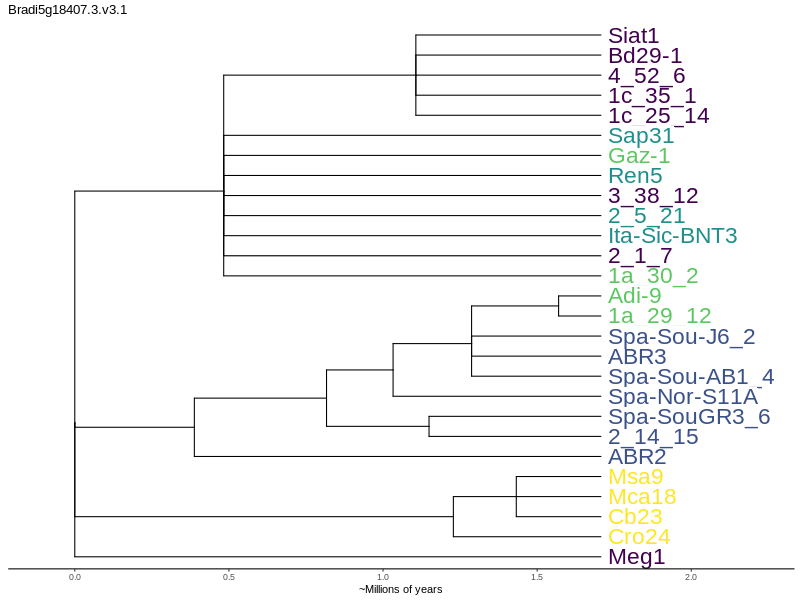 Bradi5g18407.3.v3.1
Siat1
Bd29-1
4_52_6
1c_35_1
1c_25_14
Sap31
Gaz-1
Ren5
3_38_12
2_5_21
Ita-Sic-BNT3
2_1_7
1a_30_2
Adi-9
1a_29_12
Spa-Sou-J6_2
ABR3
Spa-Sou-AB1_4
Spa-Nor-S11A
Spa-SouGR3_6
2_14_15
ABR2
Msa9
Mca18
Cb23
Cro24
Meg1
0.0 0.5 1.0 1.5 2.0
~Millions of years